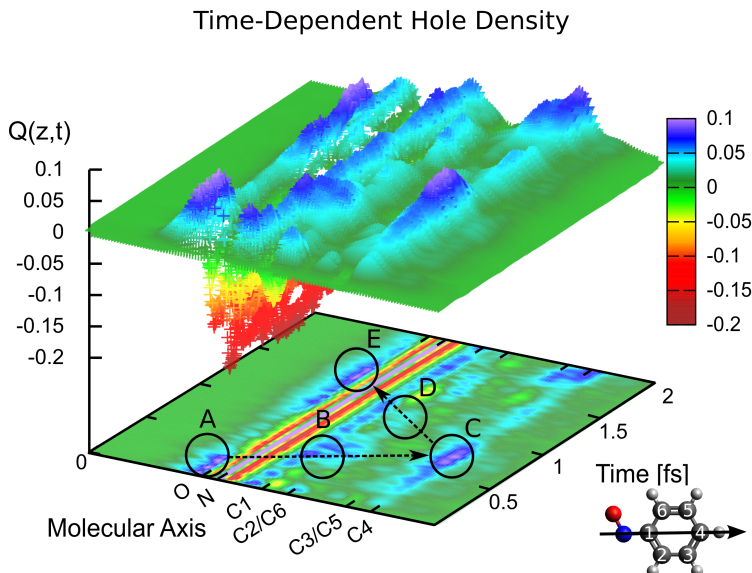 Time-Dependent Hole Density
Q(z,t)
0.1
0.05
0
-0.05
-0.1
-0.15
-0.2
0.1
0.05
0
-0.05
-0.1
-0.15
-0.2
A
B
C
D
E
0
O
N
C1
C2/C6
C3/C5
C4
Molecular Axis
0.5
1
1.5
2
Time [fs]
6
5
1
4
2
3